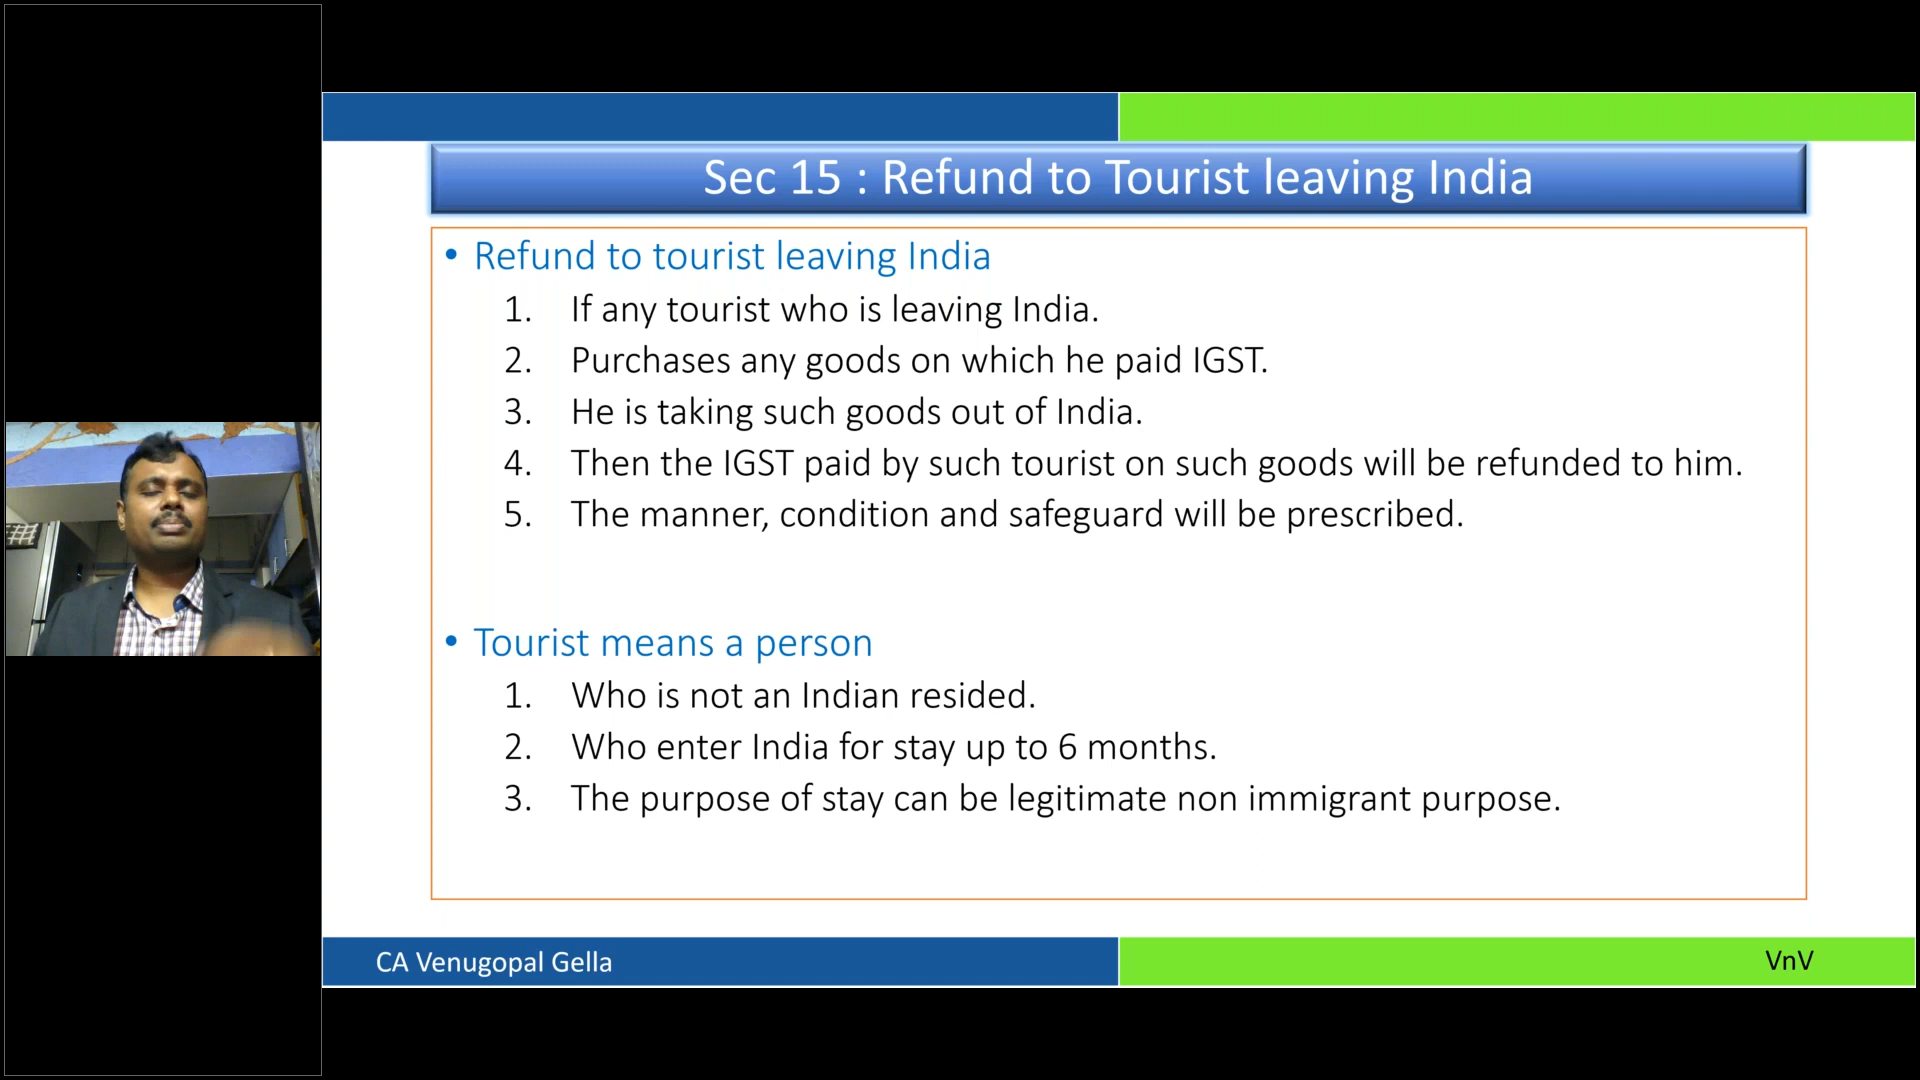 Sec 15 : Refund to Tourist leaving India
• Refund to tourist leaving India
1. If any tourist who is leaving India.
2. Purchases any goods on which he paid IGST.
3. He is taking such goods out of India.
4. Then the IGST paid by such tourist on such goods will be refunded to him.
5. The manner, condition and safeguard will be prescribed.
• Tourist means a person
1. Who is not an Indian resided.
2. Who enter India for stay up to 6 months.
3. The purpose of stay can be legitimate non immigrant purpose.
CA Venugopal Gella
VnV